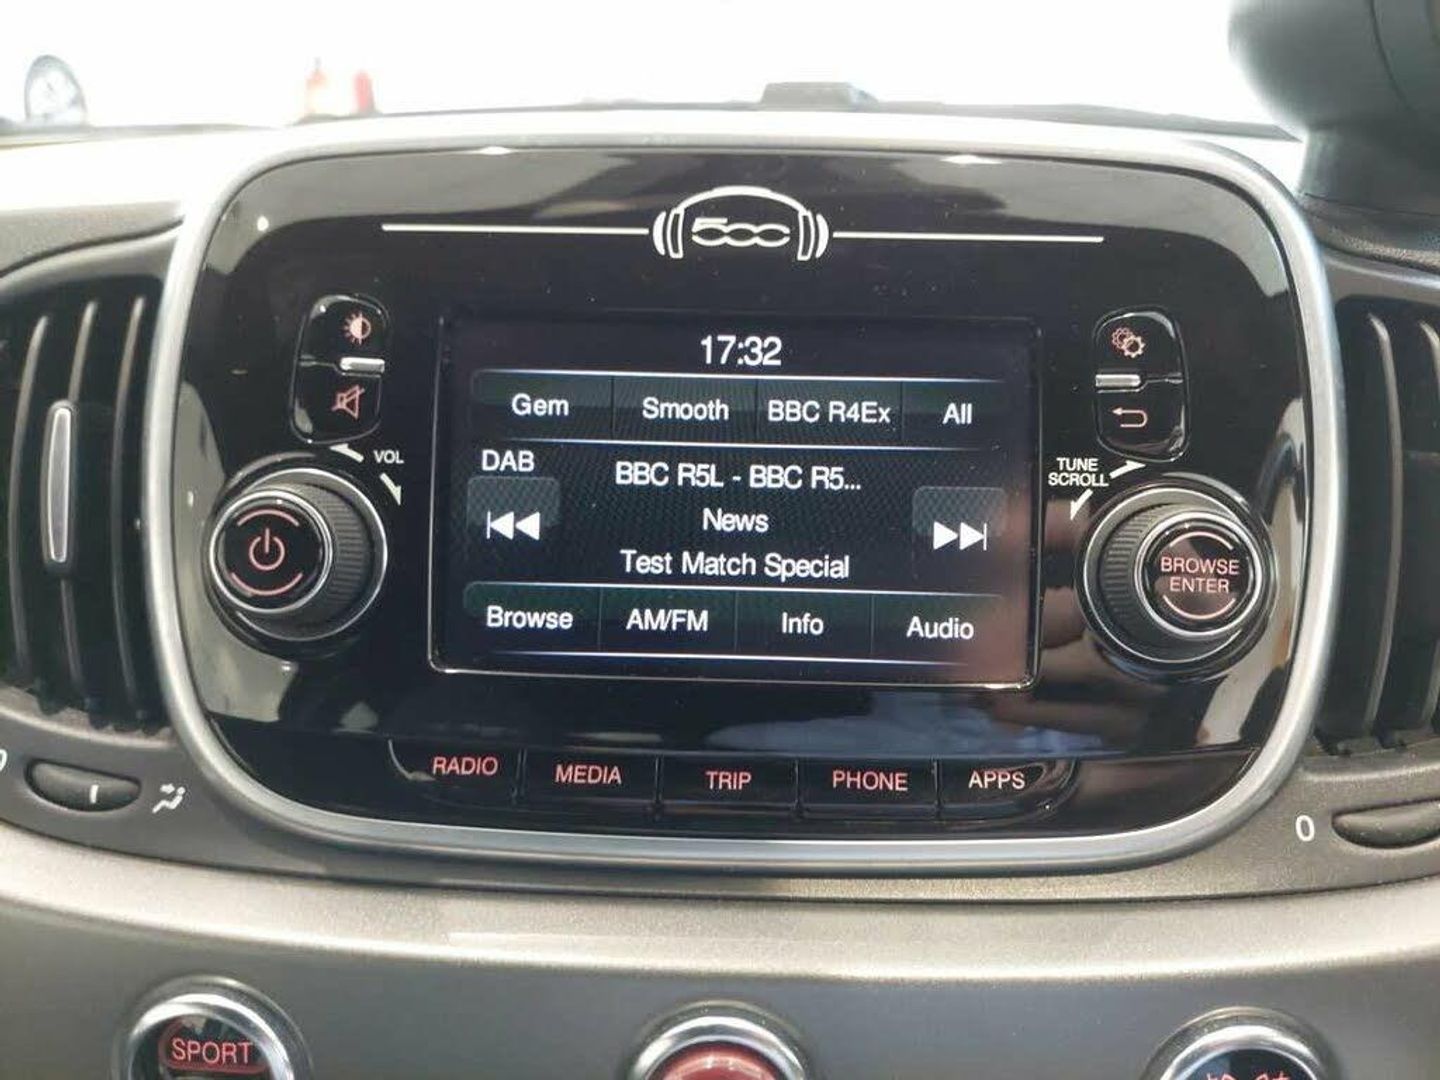 500
17:32
Gem Smooth BBC R4Ex All
VOL
DAB
BBC R5L - BBC R5...
TUNE
SCROLL
News
Test Match Special
BROWSE
ENTER
Browse AM/FM Info Audio
RADIO MEDIA TRIP PHONE APPS
0
0
SPORT